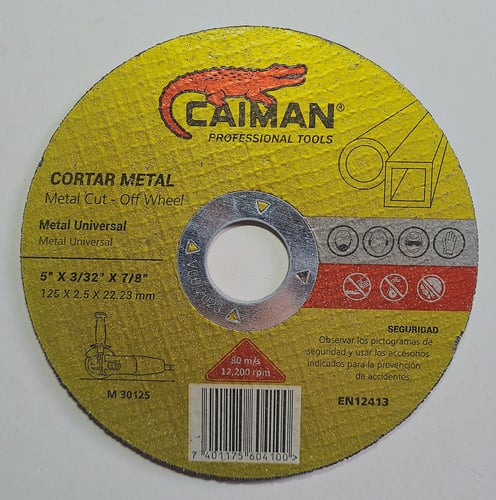 CAIMAN®
PROFESSIONAL TOOLS
CORTAR METAL
Metal Cut - Off Wheel
Metal Universal
Metal Universal
5" X 3/32" X 7/8"
125 X 2.5 X 22.23 mm
M 30125
80 m/s
12,200 rpm
7 401175 604100 >
SEGURIDAD
Observar los pictogramas de
seguridad y usar los accesorios
indicados para la prevención
de accidentes.
EN12413